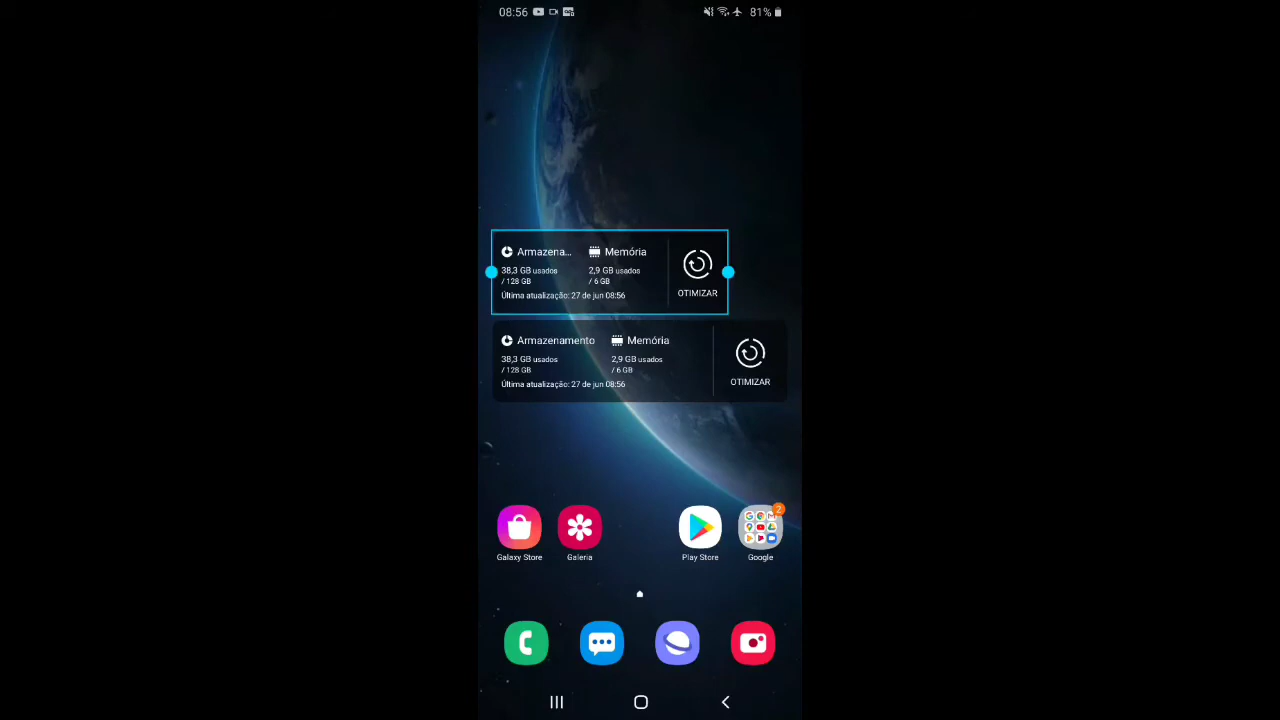 08:56
81%
Armazena... Memória
38,3 GB usados 2,9 GB usados
/ 128 GB / 6 GB
Última atualização: 27 de jun 08:56
OTIMIZAR
Armazenamento Memória
38,3 GB usados 2,9 GB usados
/ 128 GB / 6 GB
Última atualização: 27 de jun 08:56
OTIMIZAR
2
Galaxy Store Galeria Play Store Google